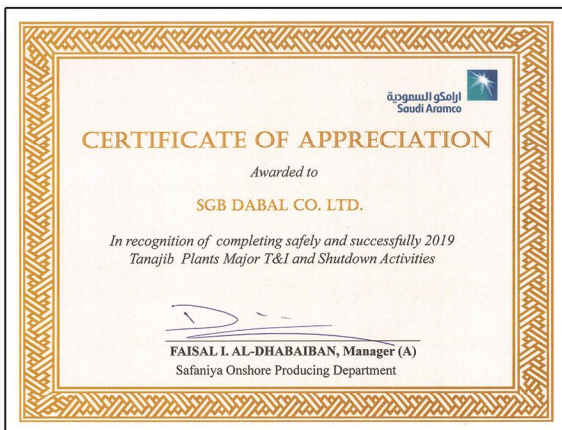 ارامكو السعودية
Saudi Aramco
CERTIFICATE OF APPRECIATION
Awarded to
SGB DABAL CO. LTD.
In recognition of completing safely and successfully 2019
Tanajib Plants Major T&I and Shutdown Activities
FAISAL I. AL-DHABAIBAN, Manager (A)
Safaniya Onshore Producing Department